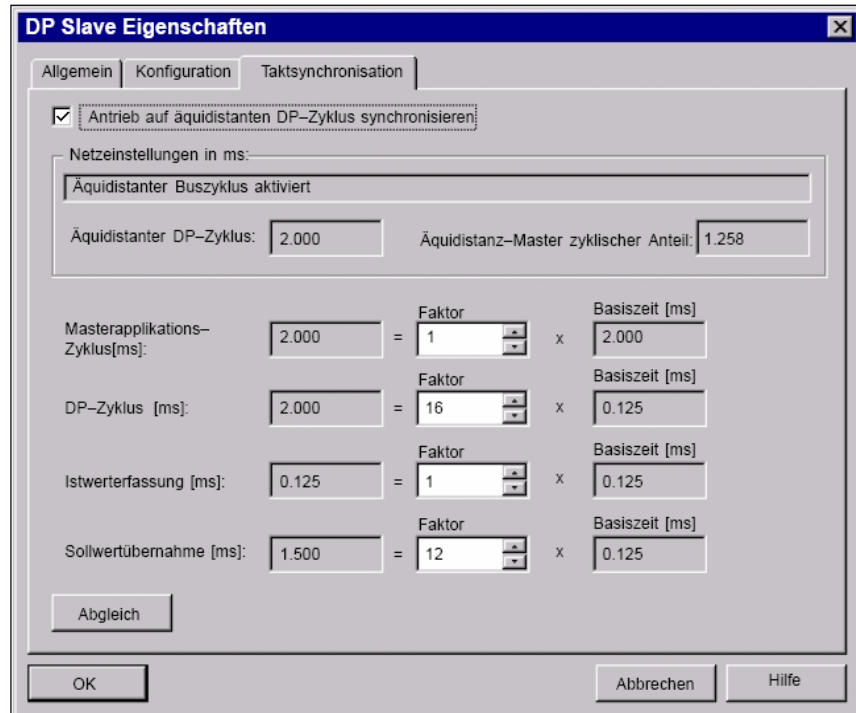 DP Slave Eigenschaften
Allgemein Konfiguration Taktsynchronisation
Antrieb auf äquidistanten DP–Zyklus synchronisieren
Netzeinstellungen in ms:
Äquidistanter Buszyklus aktiviert
Äquidistanter DP–Zyklus: 2.000 Äquidistanz–Master zyklischer Anteil: 1.258
Faktor Basiszeit [ms]
Masterapplikations–
Zyklus[ms]: 2.000 = 1 x 2.000
Faktor Basiszeit [ms]
DP–Zyklus [ms]: 2.000 = 16 x 0.125
Faktor Basiszeit [ms]
Istwerterfassung [ms]: 0.125 = 1 x 0.125
Faktor Basiszeit [ms]
Sollwertübernahme [ms]: 1.500 = 12 x 0.125
Abgleich
OK Abbrechen Hilfe